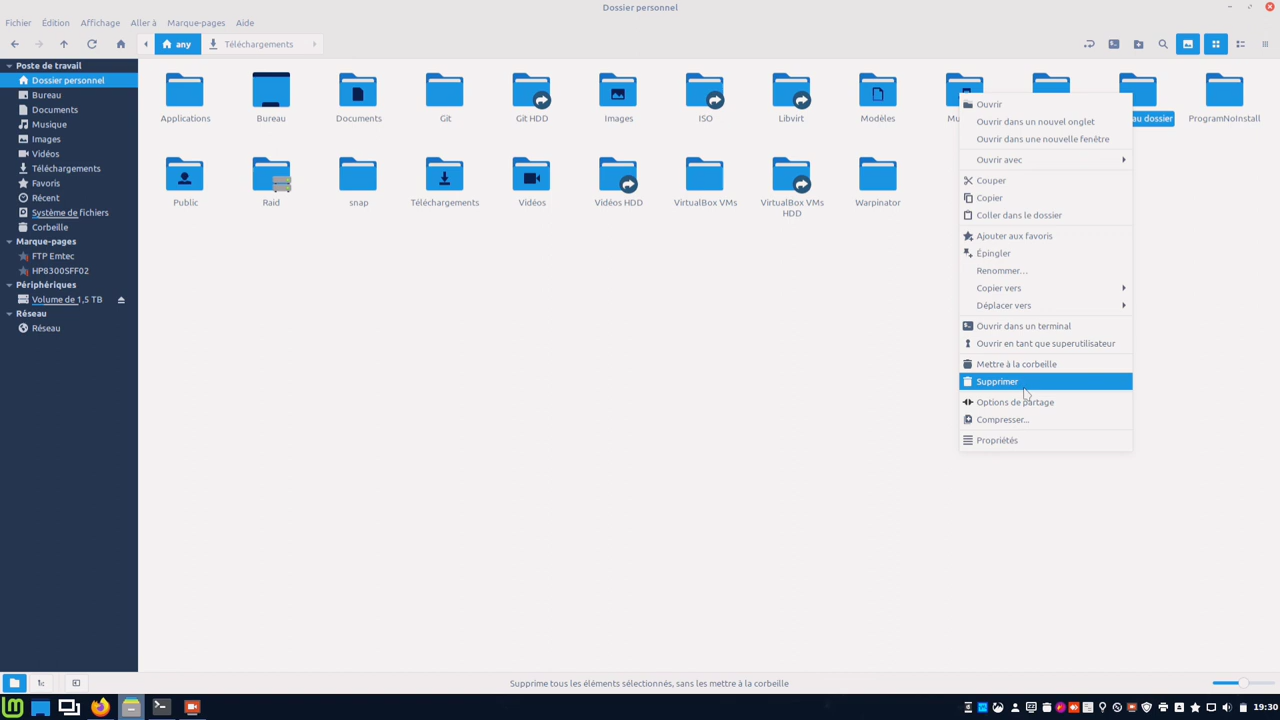 Dossier personnel
Fichier Édition Affichage Aller à Marque-pages Aide
any Téléchargements
Poste de travail
Dossier personnel
Bureau
Documents
Musique
Images
Vidéos
Téléchargements
Favoris
Récent
Système de fichiers
Corbeille
Marque-pages
FTP Emtec
HP8300SFF02
Périphériques
Volume de 1,5 TB
Réseau
Réseau
Applications Bureau Documents Git Git HDD Images ISO Libvirt Modèles dossier ProgramNoInstall
Public Raid snap Téléchargements Vidéos Vidéos HDD VirtualBox VMs VirtualBox VMs HDD Warpinator
Ouvrir
Ouvrir dans un nouvel onglet
Ouvrir dans une nouvelle fenêtre
Ouvrir avec
Couper
Copier
Coller dans le dossier
Ajouter aux favoris
Épingler
Renommer...
Copier vers
Déplacer vers
Ouvrir dans un terminal
Ouvrir en tant que superutilisateur
Mettre à la corbeille
Supprimer
Options de partage
Compresser...
Propriétés
Supprime tous les éléments sélectionnés, sans les mettre à la corbeille
19:30